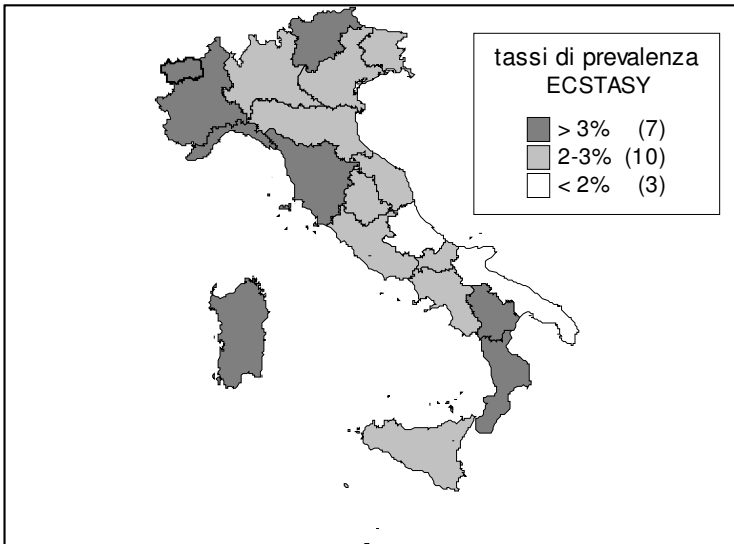 tassi di prevalenza
ECSTASY
> 3% (7)
2-3% (10)
< 2% (3)